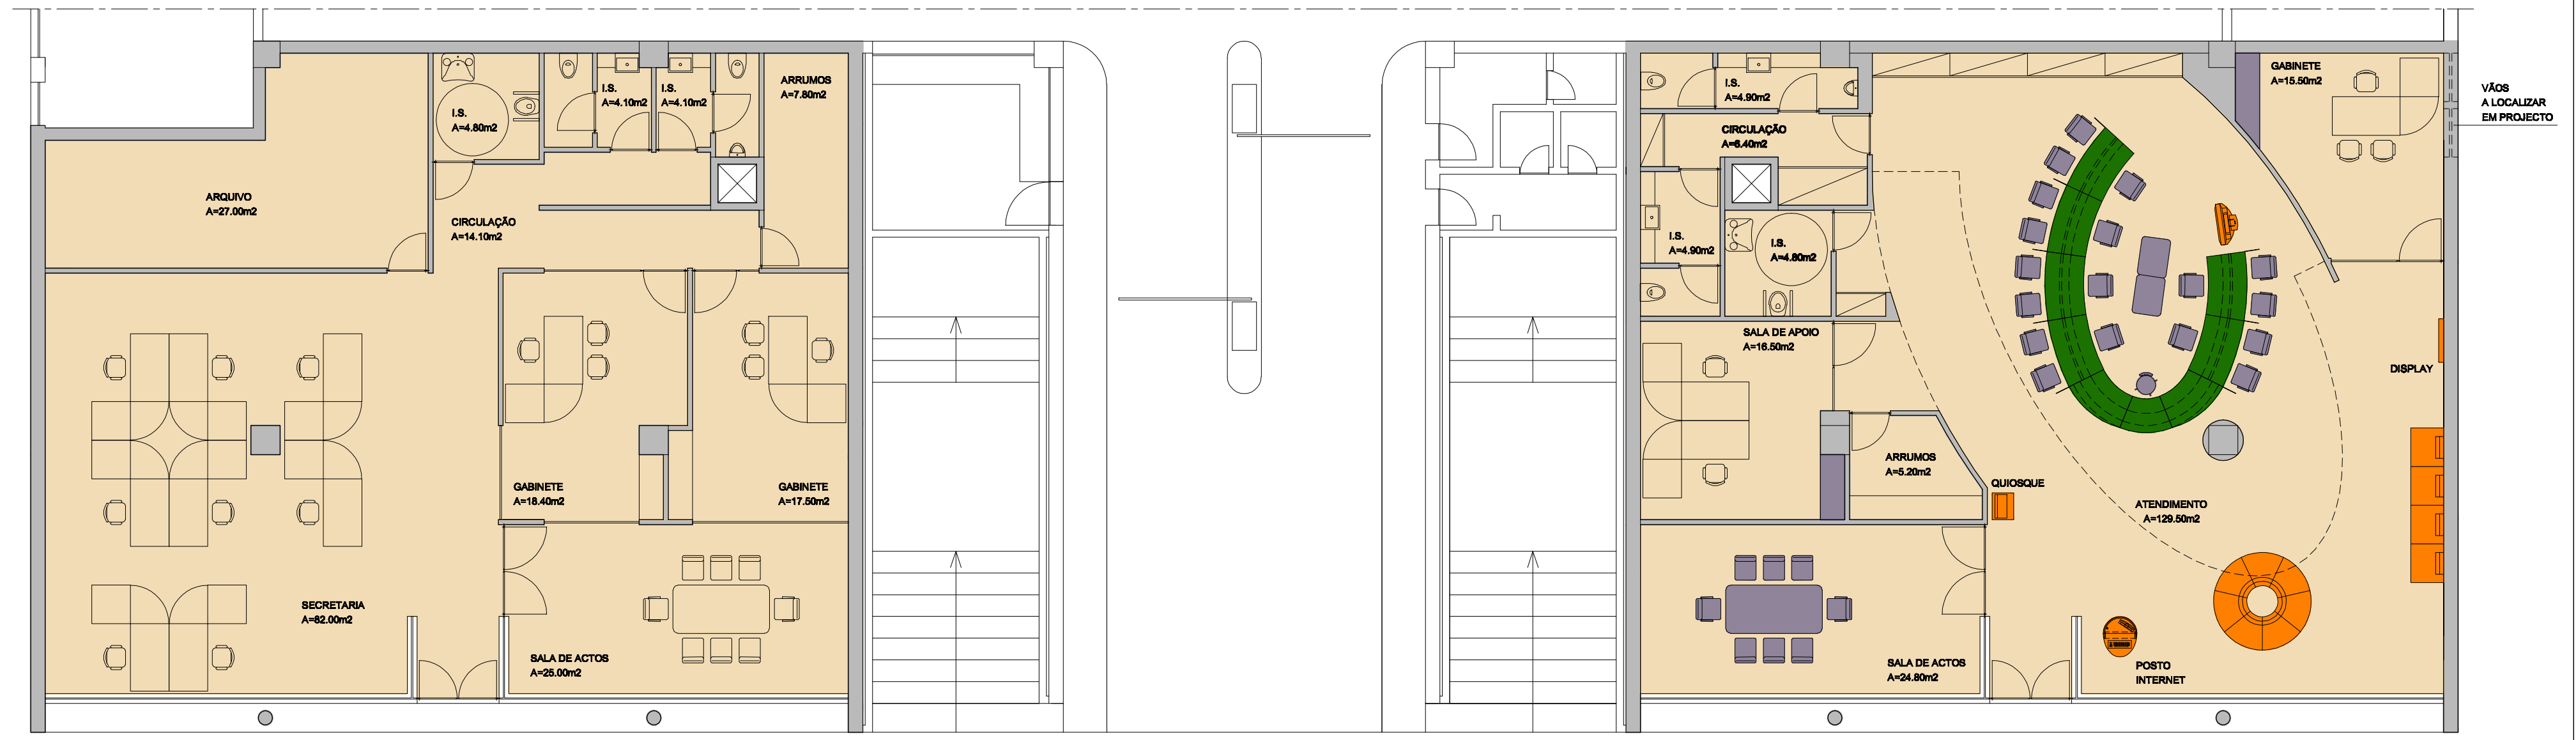 ARRUMOS
A=7.80m2
I.S.
A=4.10m2
I.S.
A=4.10m2
I.S.
A=4.80m2
ARQUIVO
A=27.00m2
CIRCULAÇÃO
A=14.10m2
GABINETE
A=18.40m2
GABINETE
A=17.50m2
SECRETARIA
A=82.00m2
SALA DE ACTOS
A=25.00m2
I.S.
A=4.90m2
CIRCULAÇÃO
A=6.40m2
I.S.
A=4.90m2
I.S.
A=4.80m2
GABINETE
A=15.50m2
VÃOS
A LOCALIZAR
EM PROJECTO
SALA DE APOIO
A=16.50m2
DISPLAY
ARRUMOS
A=5.20m2
QUIOSQUE
ATENDIMENTO
A=129.50m2
SALA DE ACTOS
A=24.80m2
POSTO
INTERNET